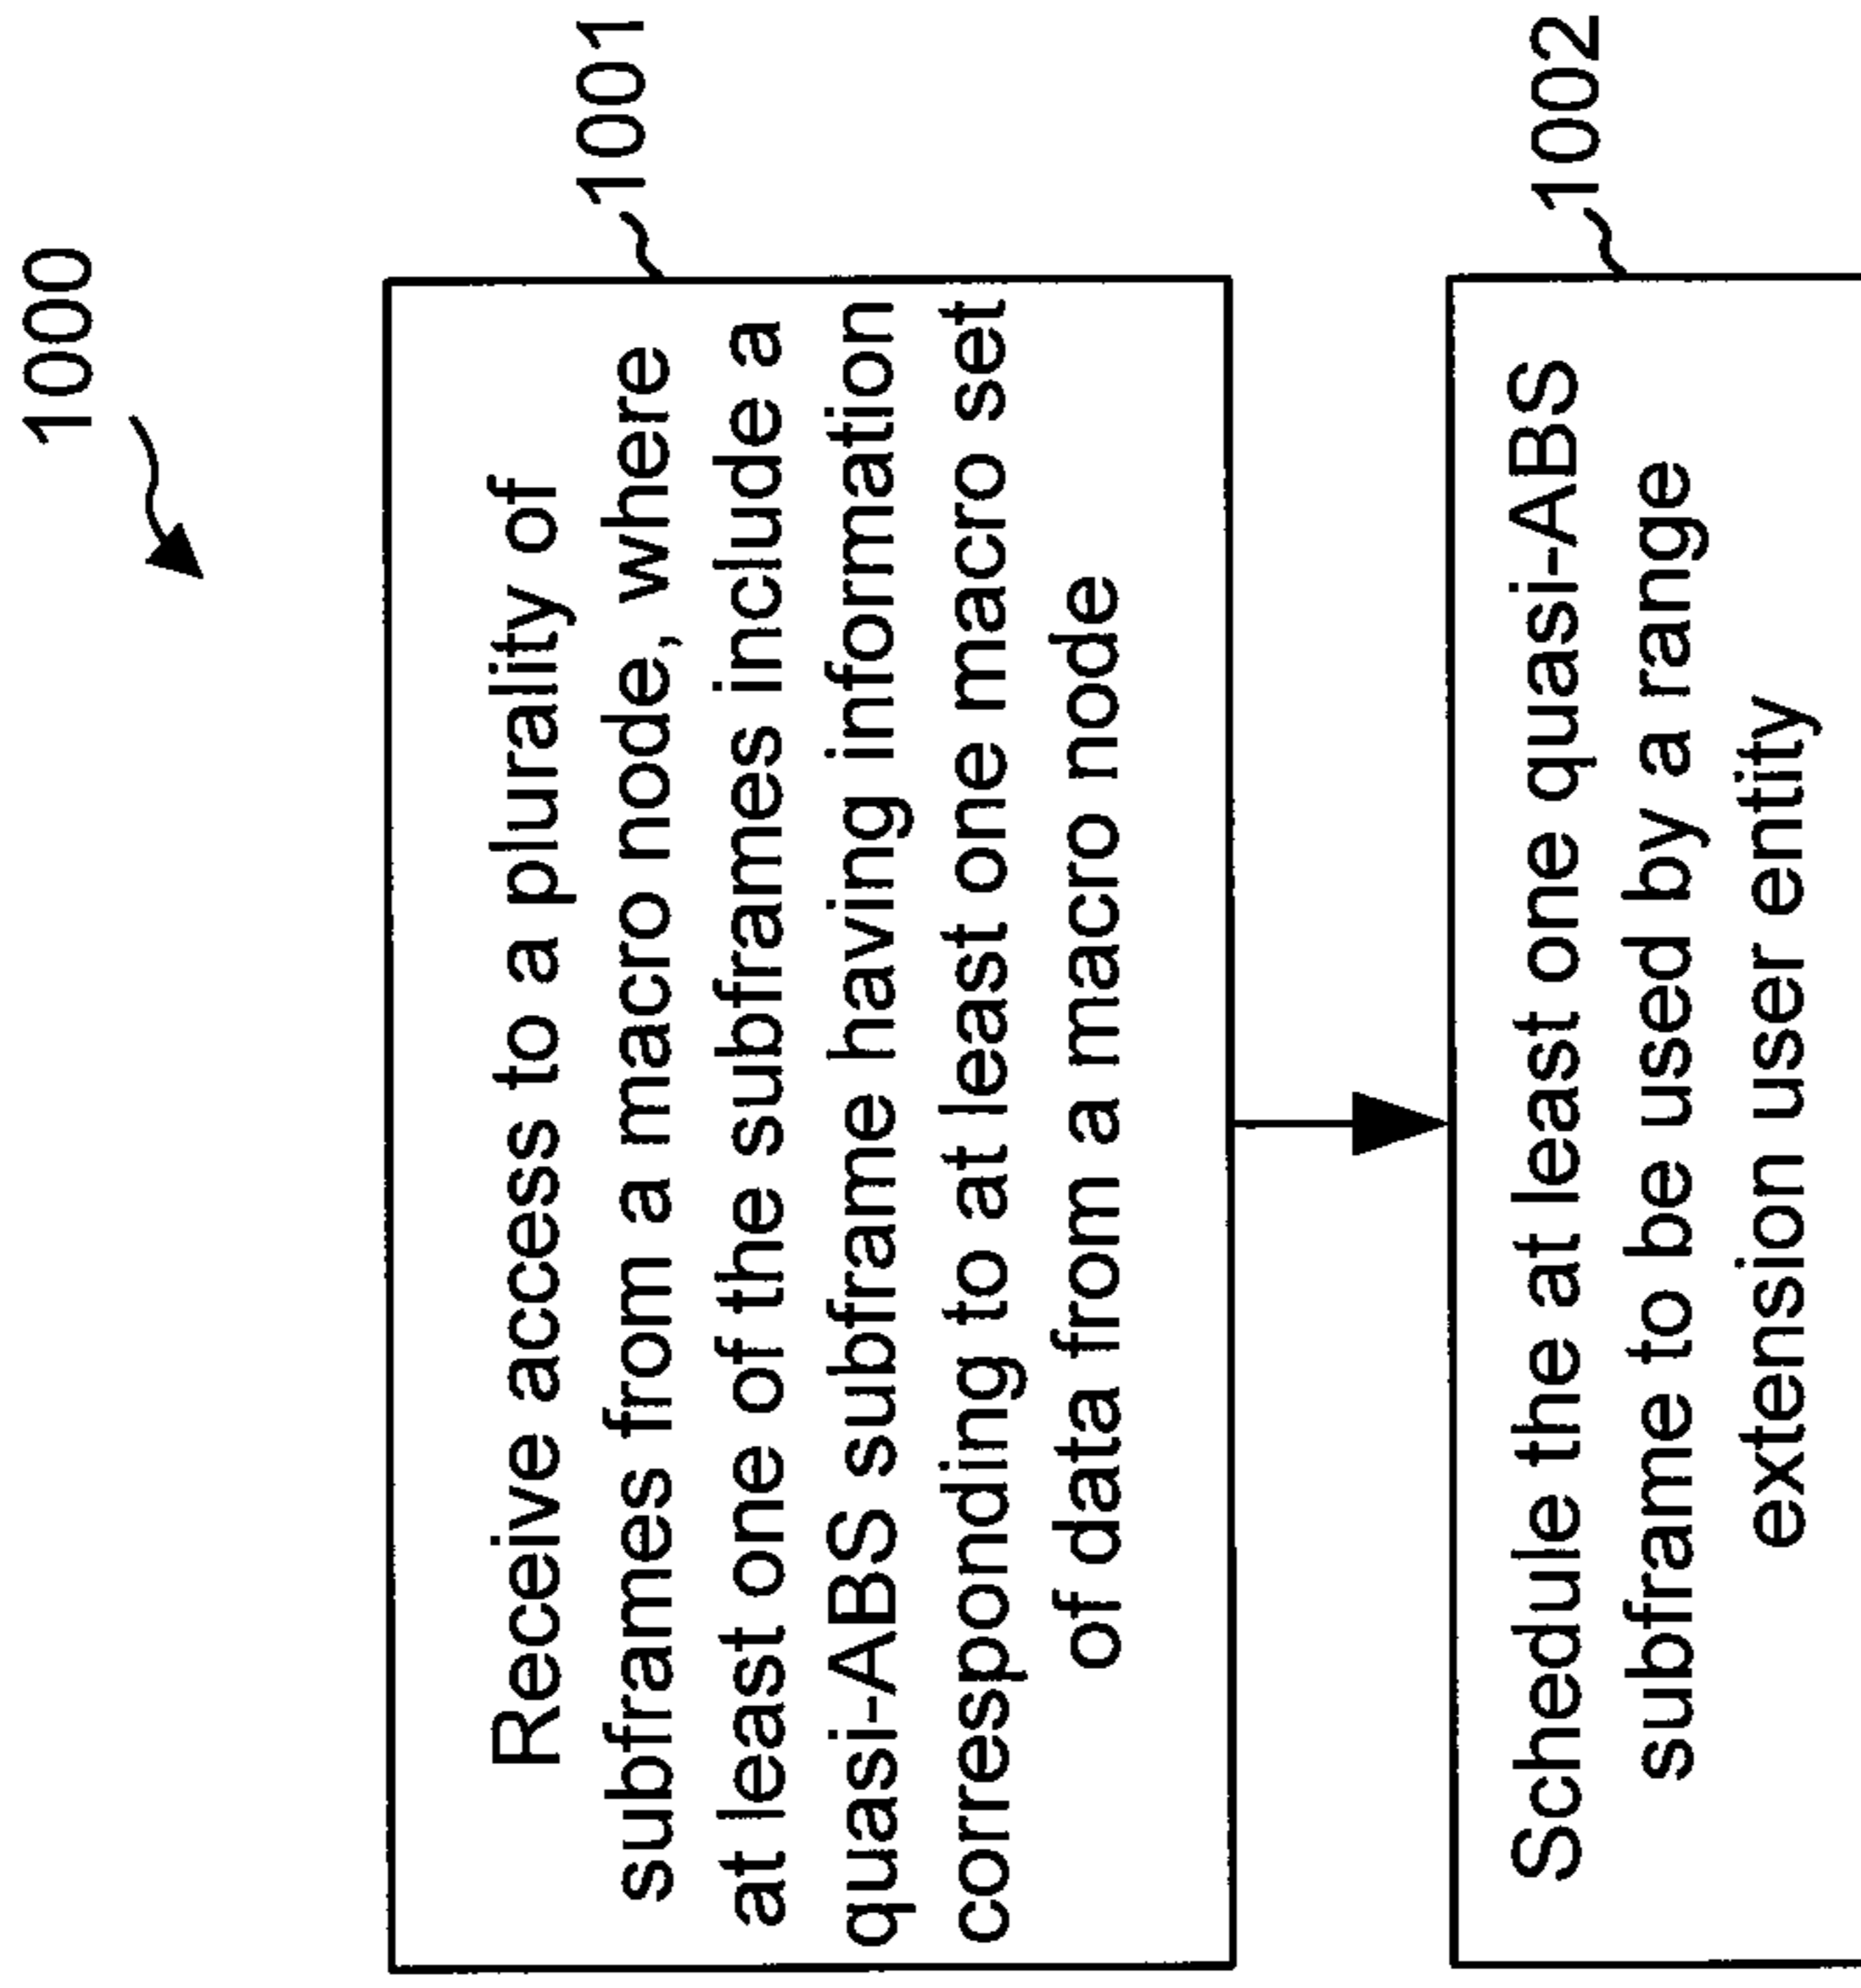 1000
Receive access to a plurality of
subframes from a macro node, where
at least one of the subframes include a
quasi-ABS subframe having information
corresponding to at least one macro set
of data from a macro node
1001
Schedule the at least one quasi-ABS
subframe to be used by a range
extension user entity
1002